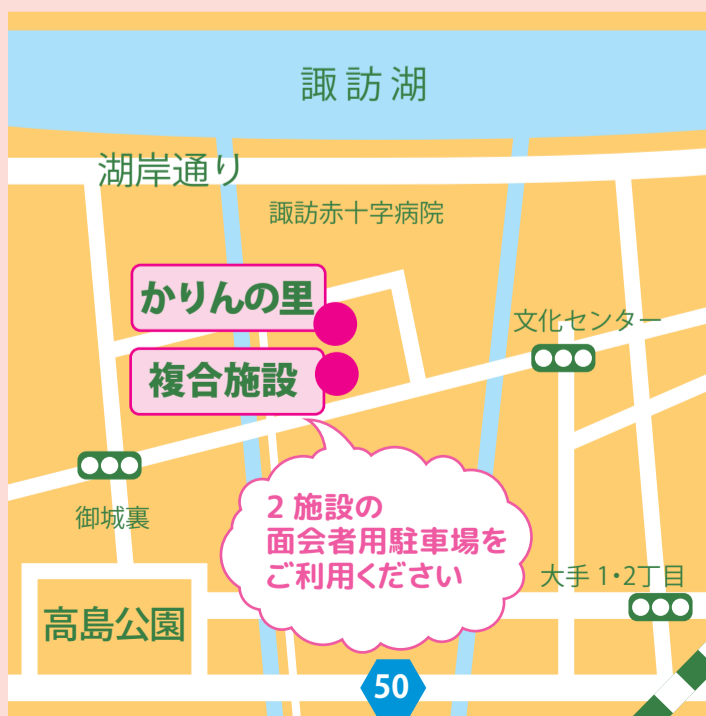 諏訪湖
湖岸通り
諏訪赤十字病院
かりんの里
文化センター
複合施設
御城裏
2 施設の
面会者用駐車場を
ご利用ください
大手 1・2丁目
高島公園
50